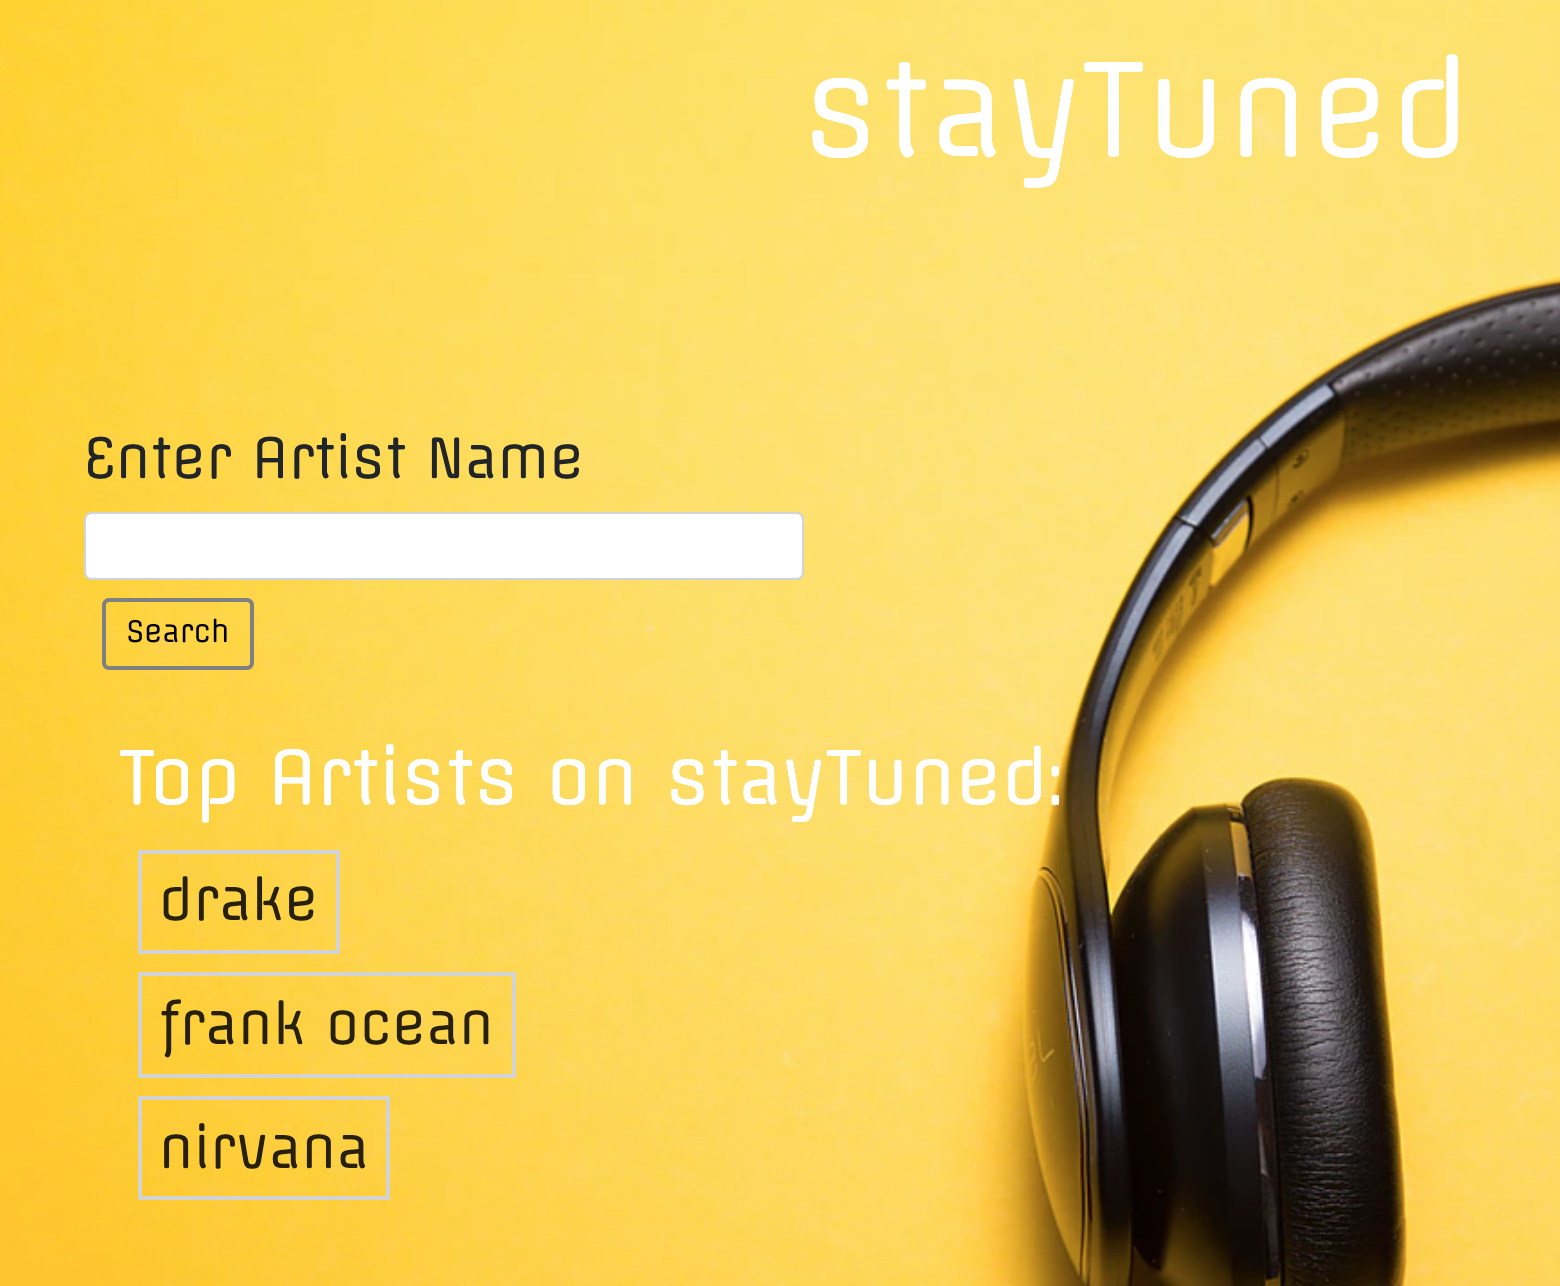 stayTuned
Enter Artist Name
Search
Top Artists on stayTuned:
drake
frank ocean
nirvana